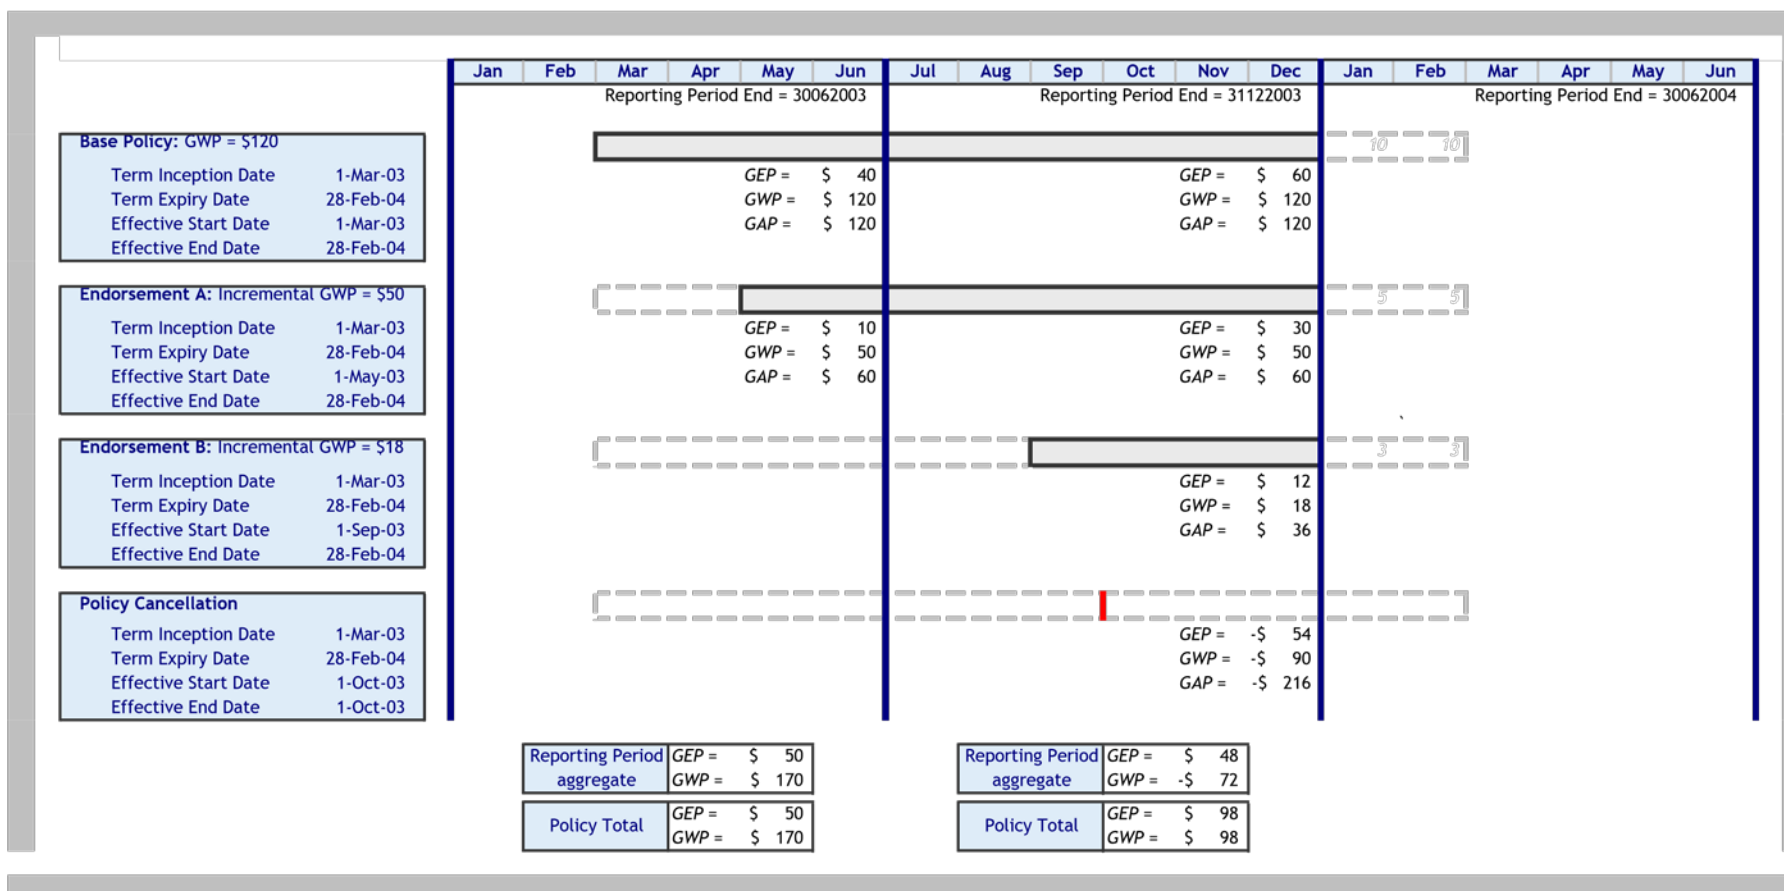 Jan Feb Mar Apr May Jun Jul Aug Sep Oct Nov Dec Jan Feb Mar Apr May Jun
Reporting Period End = 30062003 Reporting Period End = 31122003 Reporting Period End = 30062004
Base Policy: GWP = $120 10 10
Term Inception Date 1-Mar-03 GEP = $ 40 GEP = $ 60
Term Expiry Date 28-Feb-04 GWP = $ 120 GWP = $ 120
Effective Start Date 1-Mar-03 GAP = $ 120 GAP = $ 120
Effective End Date 28-Feb-04
Endorsement A: Incremental GWP = $50 5 5
Term Inception Date 1-Mar-03 GEP = $ 10 GEP = $ 30
Term Expiry Date 28-Feb-04 GWP = $ 50 GWP = $ 50
Effective Start Date 1-May-03 GAP = $ 60 GAP = $ 60
Effective End Date 28-Feb-04
Endorsement B: Incremental GWP = $18 3 3
Term Inception Date 1-Mar-03 GEP = $ 12
Term Expiry Date 28-Feb-04 GWP = $ 18
Effective Start Date 1-Sep-03 GAP = $ 36
Effective End Date 28-Feb-04
Policy Cancellation
Term Inception Date 1-Mar-03 GEP = -$ 54
Term Expiry Date 28-Feb-04 GWP = -$ 90
Effective Start Date 1-Oct-03 GAP = -$ 216
Effective End Date 1-Oct-03
Reporting Period GEP = $ 50 Reporting Period GEP = $ 48
aggregate GWP = $ 170 aggregate GWP = -$ 72
Policy Total GEP = $ 50 Policy Total GEP = $ 98
GWP = $ 170 GWP = $ 98